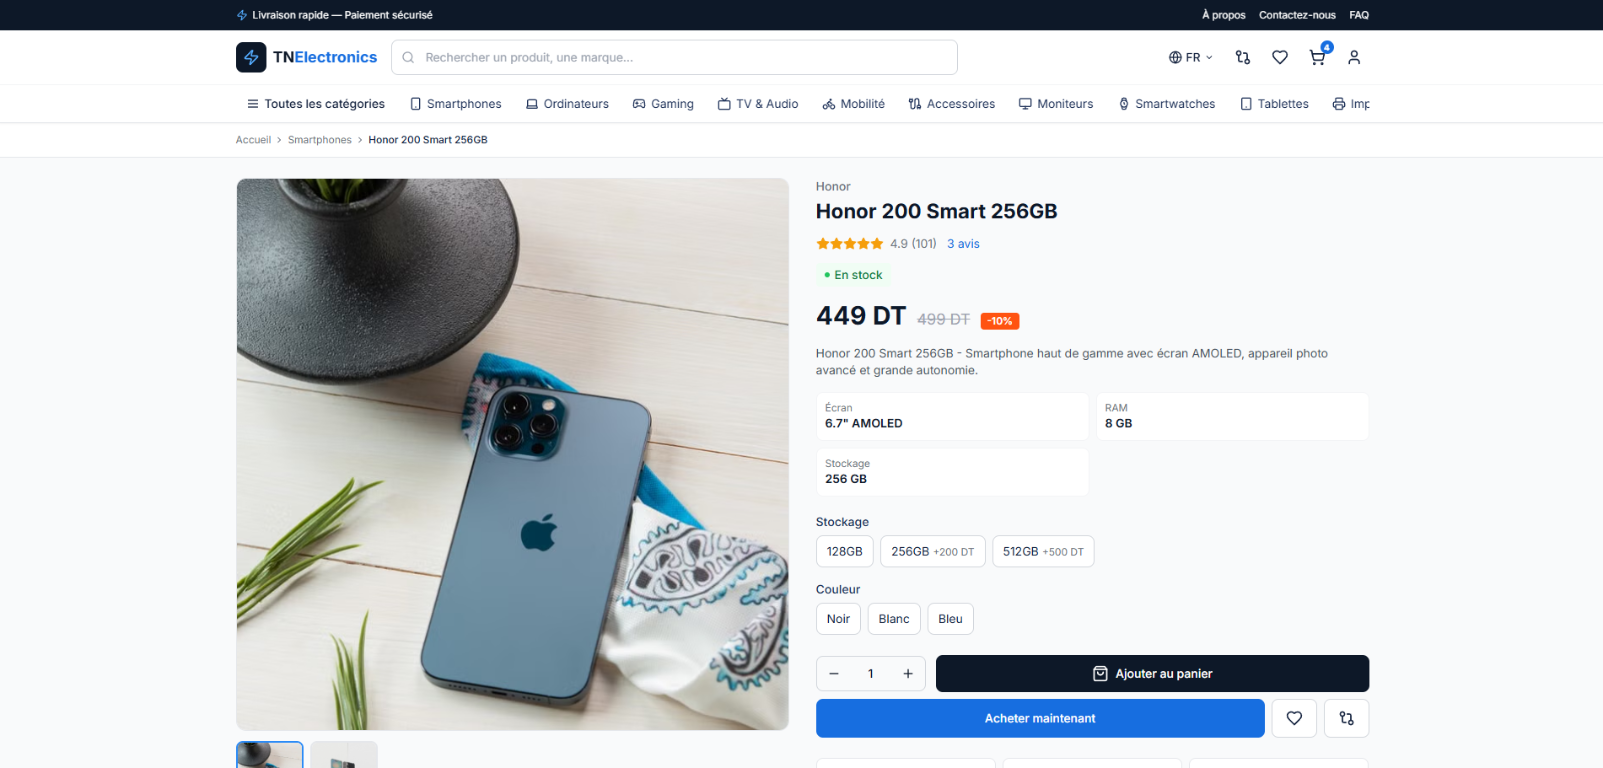 Livraison rapide — Paiement sécurisé
À propos Contactez-nous FAQ
TNElectronics
Rechercher un produit, une marque...
FR
4
Toutes les catégories Smartphones Ordinateurs Gaming TV & Audio Mobilité Accessoires Moniteurs Smartwatches Tablettes Imp
Accueil > Smartphones > Honor 200 Smart 256GB
Honor
Honor 200 Smart 256GB
4.9 (101) 3 avis
En stock
449 DT 499 DT -10%
Honor 200 Smart 256GB - Smartphone haut de gamme avec écran AMOLED, appareil photo
avancé et grande autonomie.
Écran
6.7" AMOLED
RAM
8 GB
Stockage
256 GB
Stockage
128GB 256GB +200 DT 512GB +500 DT
Couleur
Noir Blanc Bleu
− 1 +
Ajouter au panier
Acheter maintenant